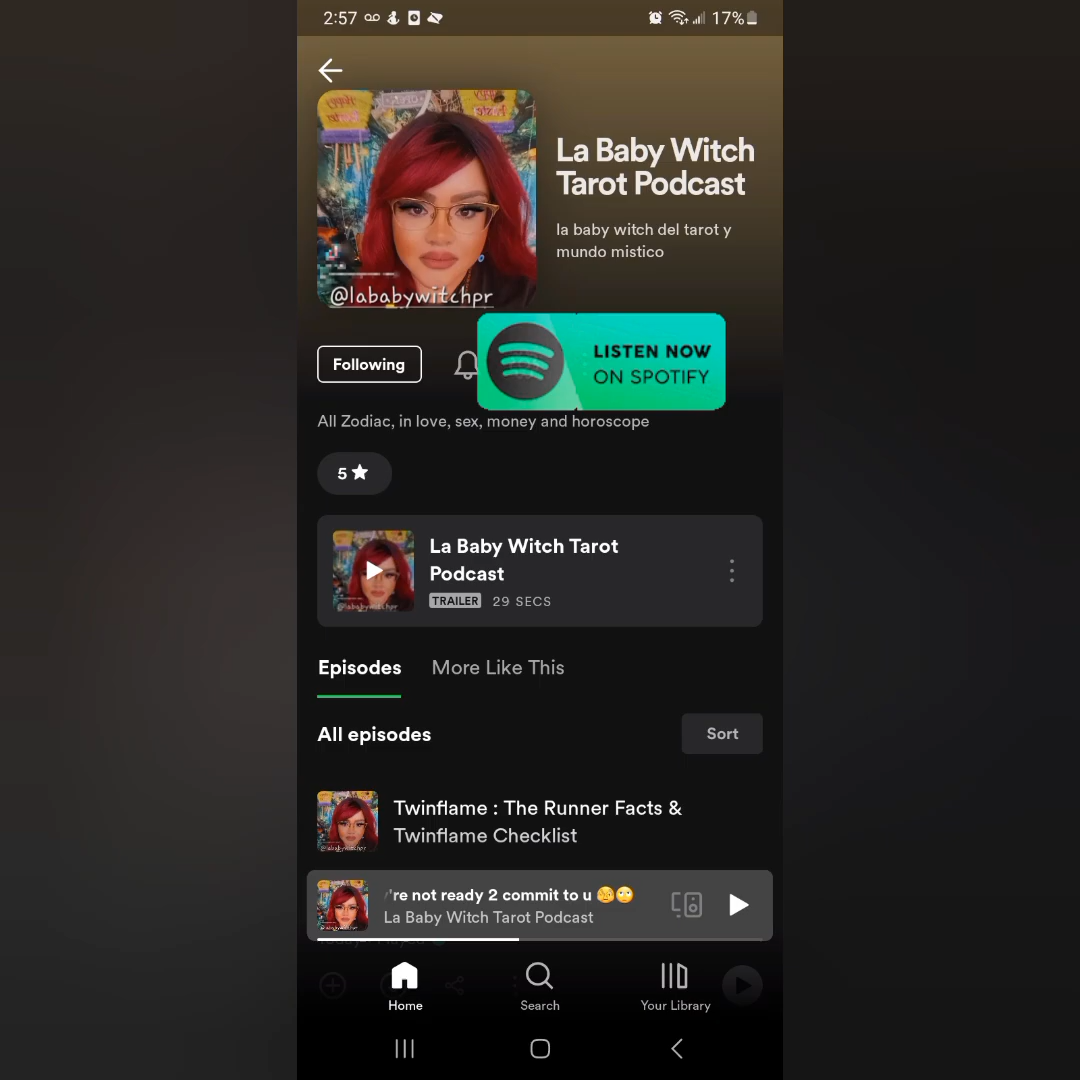 2:57
17%
La Baby Witch
Tarot Podcast
la baby witch del tarot y
mundo mistico
@lababywitchpr
LISTEN NOW
ON SPOTIFY
Following
All Zodiac, in love, sex, money and horoscope
5
La Baby Witch Tarot
Podcast
TRAILER 29 SECS
Episodes More Like This
All episodes
Sort
Twinflame : The Runner Facts &
Twinflame Checklist
're not ready 2 commit to u 🫣🙄
La Baby Witch Tarot Podcast
Home Search Your Library